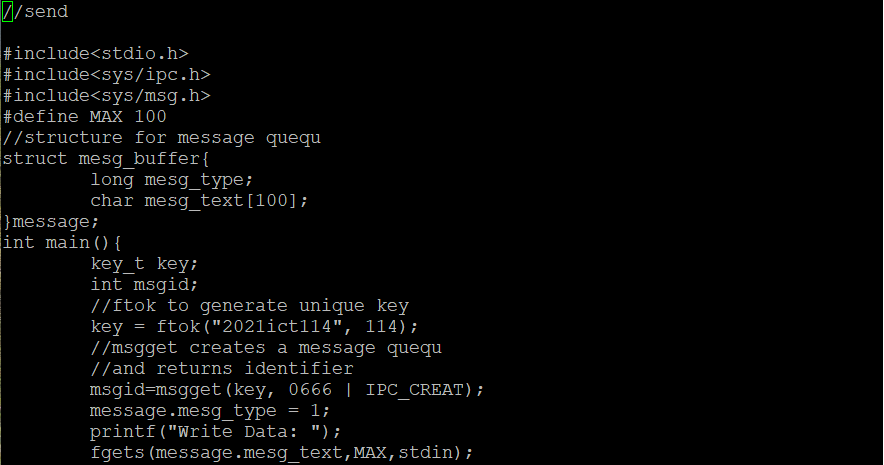 //send
#include<stdio.h>
#include<sys/ipc.h>
#include<sys/msg.h>
#define MAX 100
//structure for message ququ
struct mesg_buffer{
        long mesg_type;
        char mesg_text[100];
}message;
int main(){
        key_t key;
        int msgid;
        //ftok to generate unique key
        key = ftok("2021ict114", 114);
        //msgget creates a message ququ
        //and returns identifier
        msgid=msgget(key, 0666 | IPC_CREAT);
        message.mesg_type = 1;
        printf("Write Data: ");
        fgets(message.mesg_text,MAX,stdin);